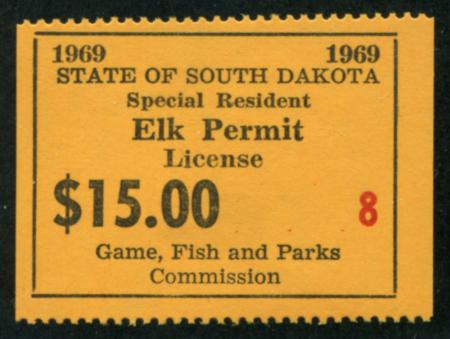 1969 1969
STATE OF SOUTH DAKOTA
Special Resident
Elk Permit
License
$15.00 8
Game, Fish and Parks
Commission